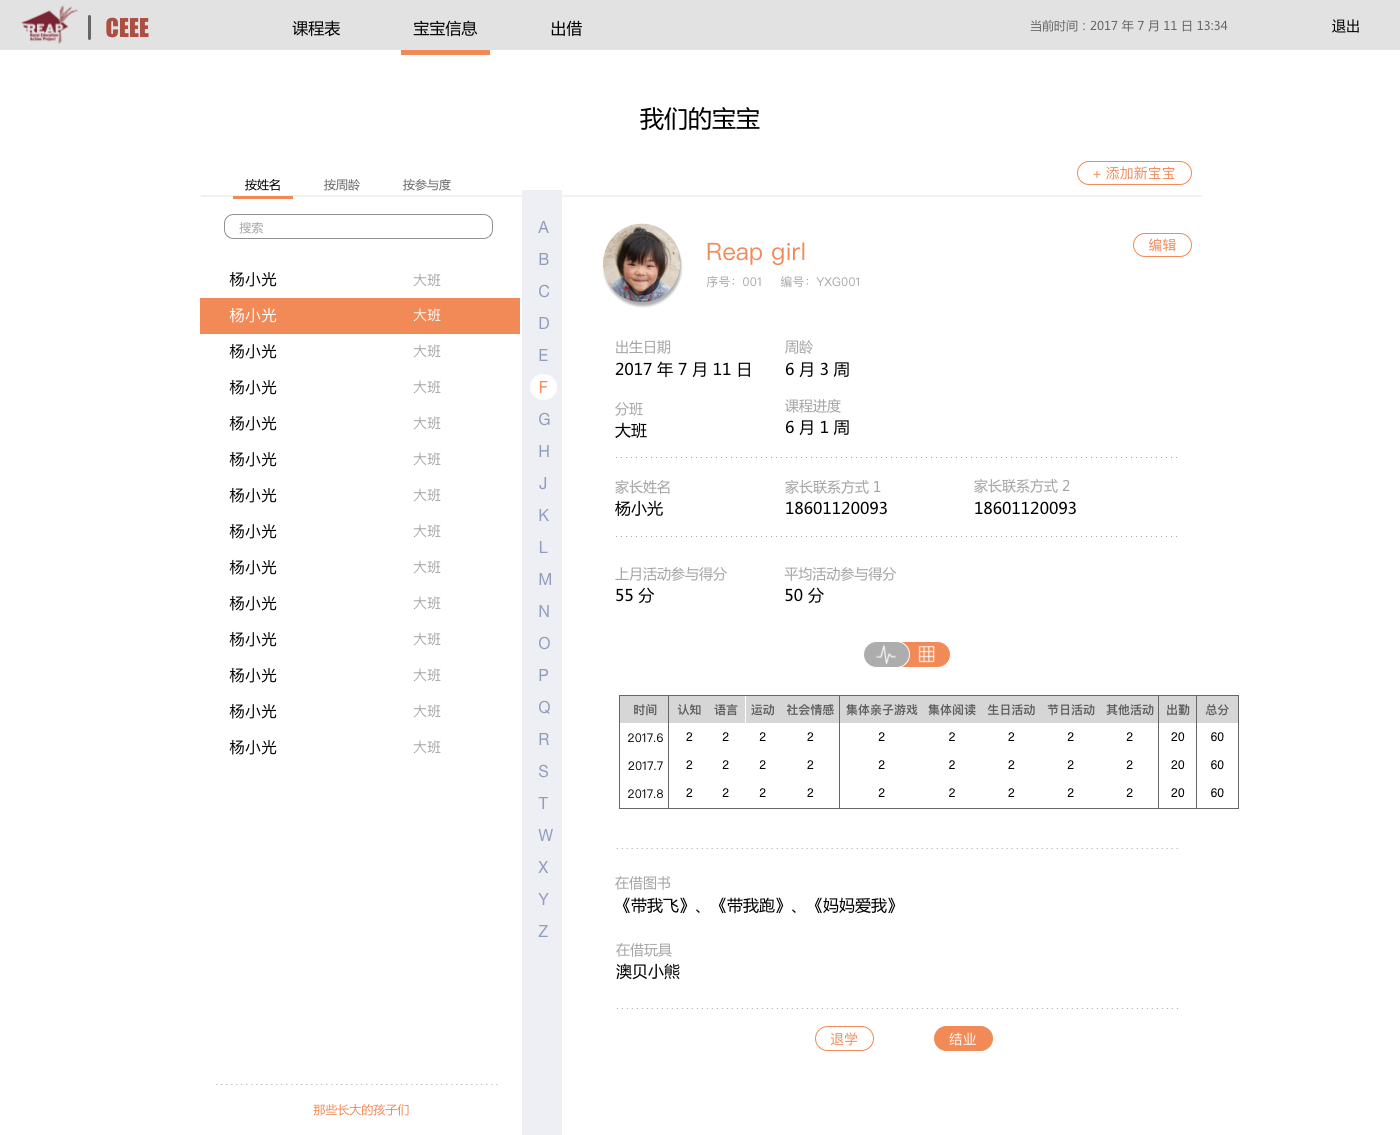 REAP
Rural Education
Action Project
CEEE
课程表 宝宝信息 出借
当前时间：2017 年 7 月 11 日 13:34
退出
我们的宝宝
按姓名 按周龄 按参与度
+ 添加新宝宝
搜索
杨小光 大班
杨小光 大班
杨小光 大班
杨小光 大班
杨小光 大班
杨小光 大班
杨小光 大班
杨小光 大班
杨小光 大班
杨小光 大班
杨小光 大班
杨小光 大班
杨小光 大班
杨小光 大班
那些长大的孩子们
A
B
C
D
E
F
G
H
J
K
L
M
N
O
P
Q
R
S
T
W
X
Y
Z
Reap girl
编辑
序号：001 编号：YXG001
出生日期 周龄
2017 年 7 月 11 日 6 月 3 周
分班 课程进度
大班 6 月 1 周
家长姓名 家长联系方式 1 家长联系方式 2
杨小光 18601120093 18601120093
上月活动参与得分 平均活动参与得分
55 分 50 分
时间 认知 语言 运动 社会情感 集体亲子游戏 集体阅读 生日活动 节日活动 其他活动 出勤 总分
2017.6 2 2 2 2 2 2 2 2 2 20 60
2017.7 2 2 2 2 2 2 2 2 2 20 60
2017.8 2 2 2 2 2 2 2 2 2 20 60
在借图书
《带我飞》、《带我跑》、《妈妈爱我》
在借玩具
澳贝小熊
退学 结业